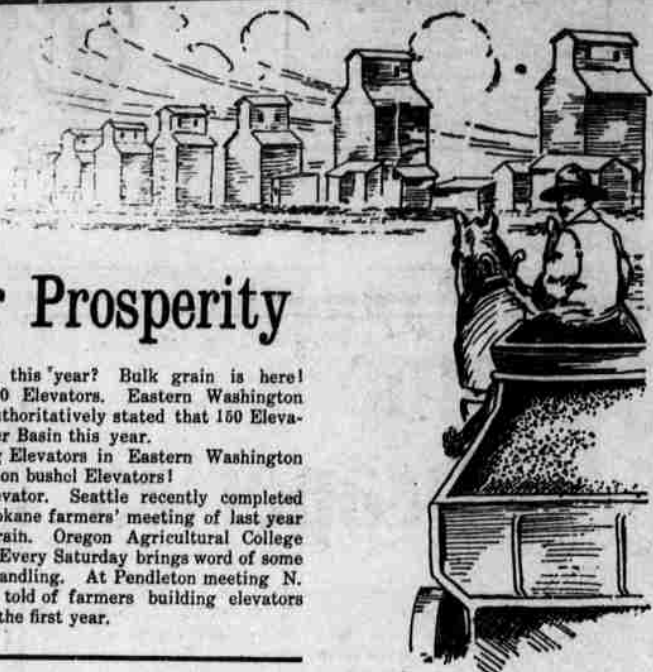 Prosperity
this year? Bulk grain is here!
0 Elevators. Eastern Washington
uthoritatively stated that 150 Eleva-
er Basin this year.
g Elevators in Eastern Washington
on bushel Elevators!
vator. Seattle recently completed
okane farmers' meeting of last year
rain. Oregon Agricultural College
Every Saturday brings word of some
andling. At Pendleton meeting N.
told of farmers building elevators
the first year.